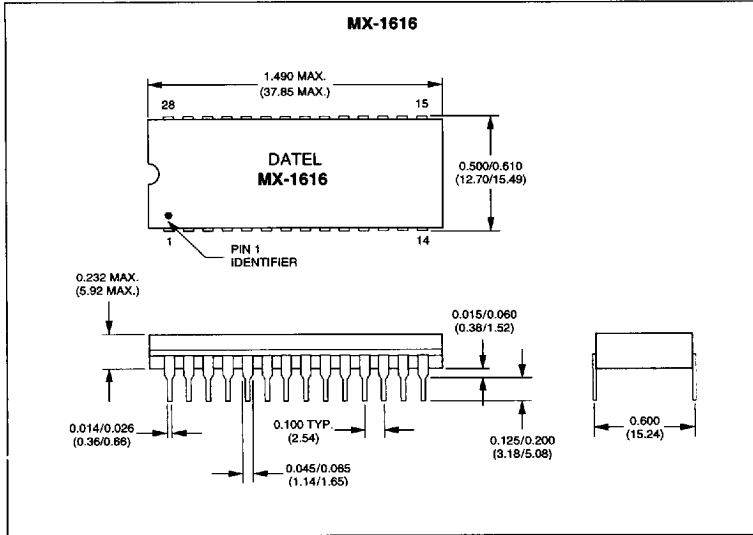 MX-1616
1.490 MAX.
(37.85 MAX.)
28
15
DATEL
MX-1616
0.500/0.610
(12.70/15.49)
1
14
PIN 1
IDENTIFIER
0.232 MAX.
(5.92 MAX.)
0.015/0.060
(0.38/1.52)
0.014/0.026
(0.36/0.66)
0.100 TYP.
(2.54)
0.125/0.200
(3.18/5.08)
0.600
(15.24)
0.045/0.065
(1.14/1.65)